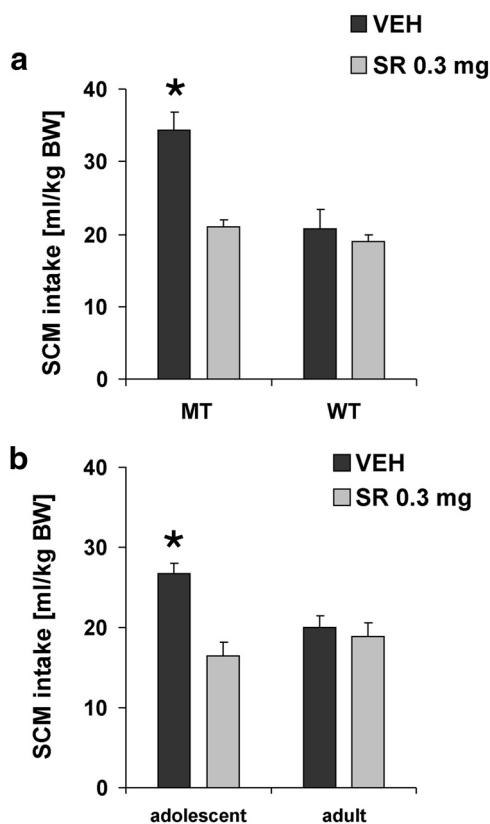 VEH
SR 0.3 mg
a
SCM intake [ml/kg BW]
40
30
20
10
0
*
MT
WT
b
VEH
SR 0.3 mg
SCM intake [ml/kg BW]
40
30
20
10
0
*
adolescent
adult